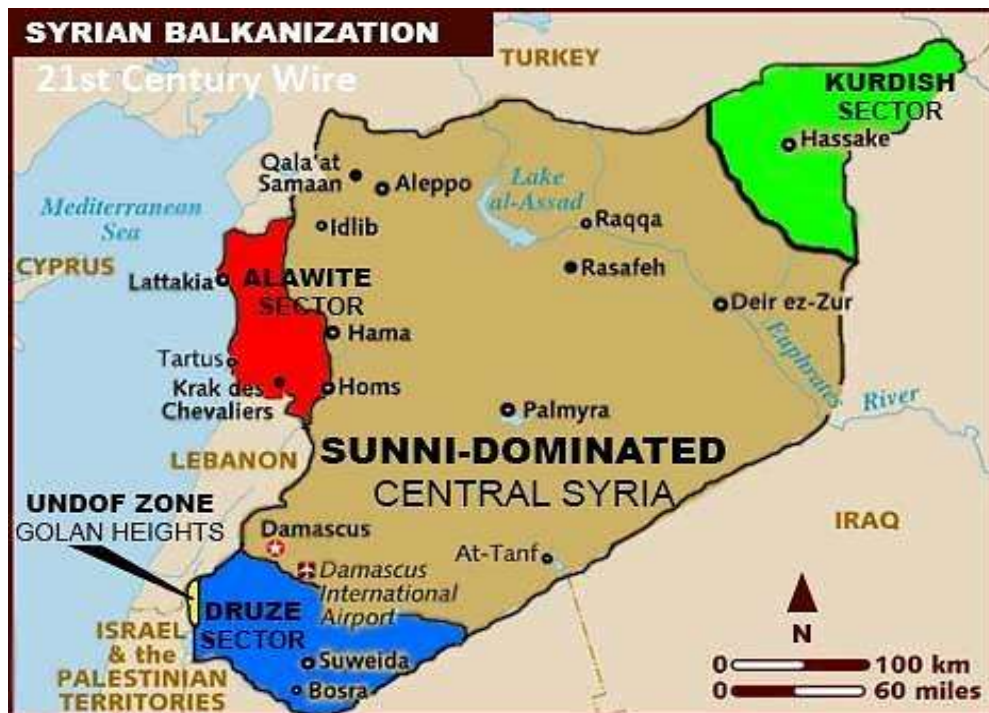 SYRIAN BALKANIZATION
21st Century Wire
TURKEY
KURDISH
SECTOR
Hassake
Qala'at
Samaan
Aleppo
Lake
al-Assad
Raqqa
Mediterranean
Sea
Idlib
CYPRUS
Lattakia
ALAWITE
SECTOR
Rasafeh
Deir ez-Zur
Hama
Tartus
Euphrates
River
Krak des
Chevaliers
Homs
Palmyra
LEBANON
SUNNI-DOMINATED
CENTRAL SYRIA
UNDOF ZONE
GOLAN HEIGHTS
IRAQ
Damascus
At-Tanf
Damascus
International
Airport
DRUZE
SECTOR
ISRAEL
& the
PALESTINIAN
TERRITORIES
Suweida
Bosra
N
0 100 km
0 60 miles